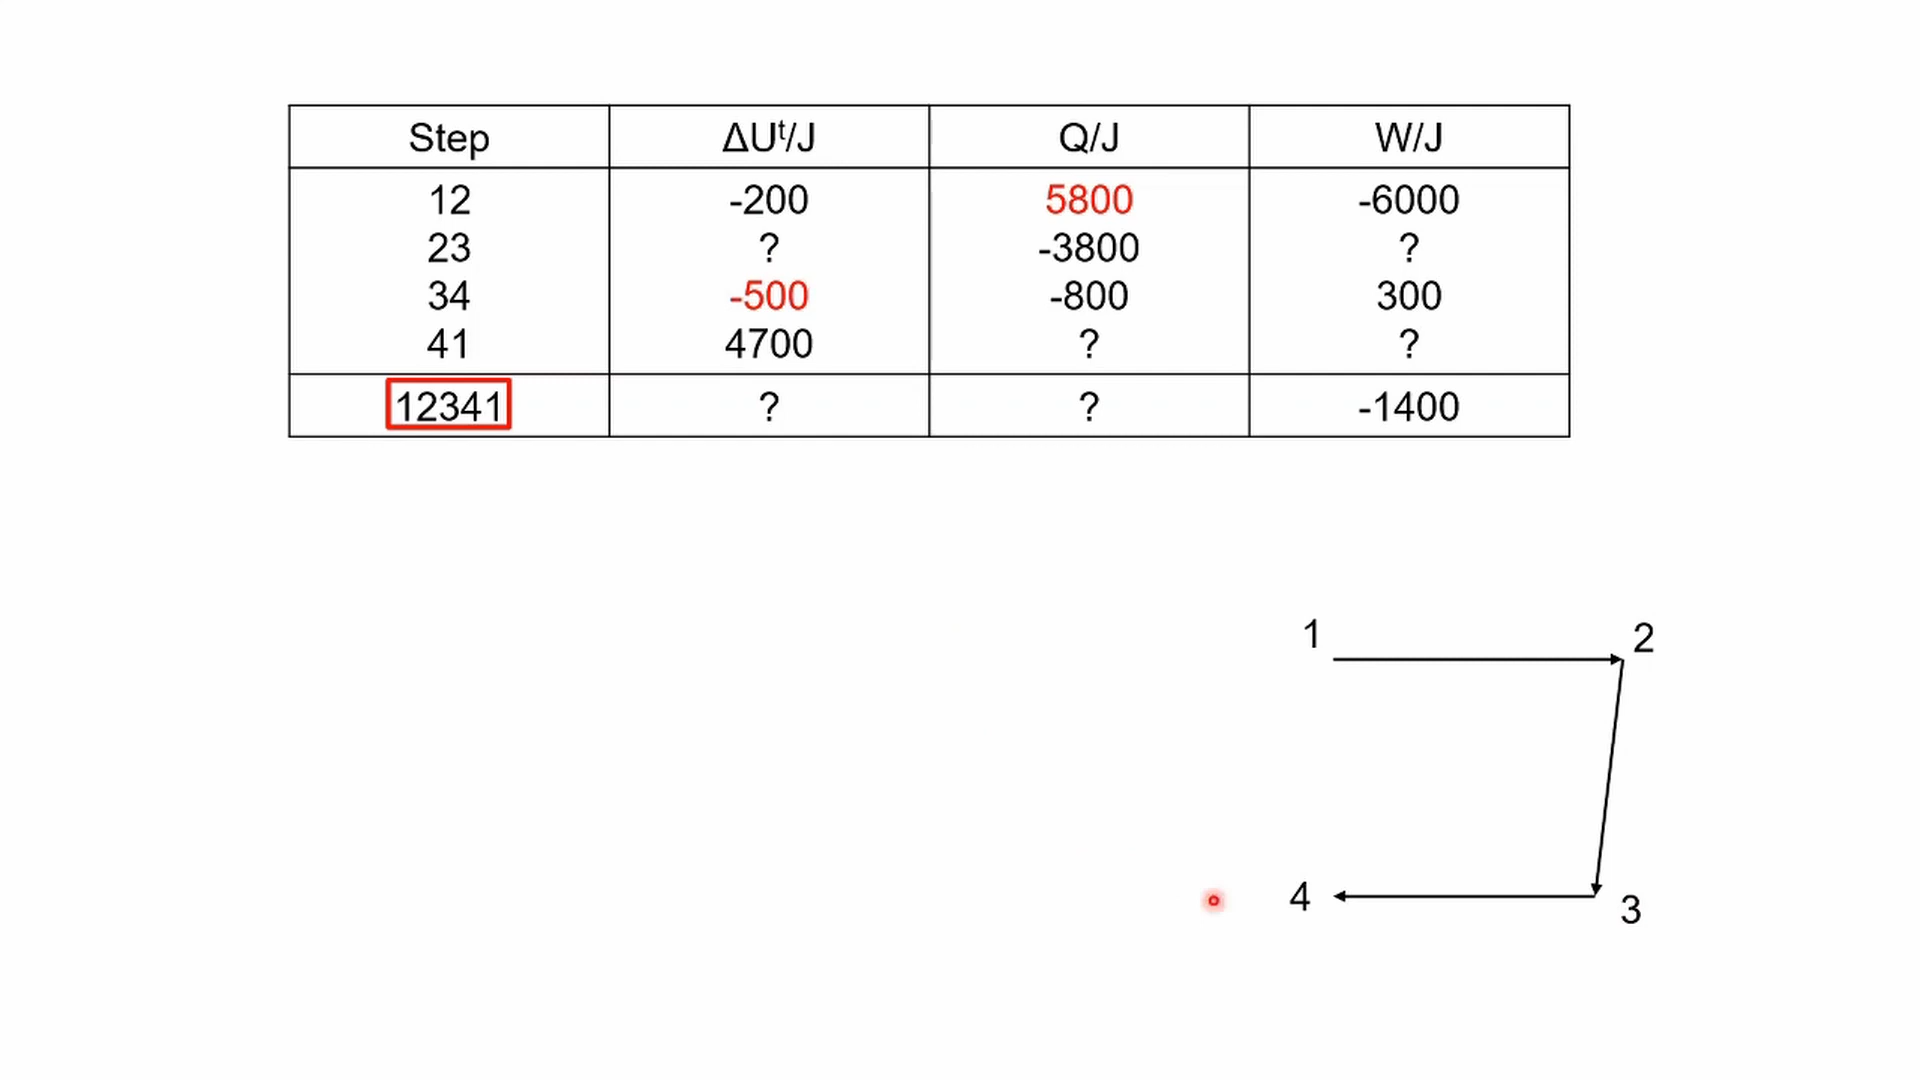 Step ΔUᵗ/J Q/J W/J
12 -200 5800 -6000
23 ? -3800 ?
34 -500 -800 300
41 4700 ? ?
12341 ? ? -1400
1 2
4 3